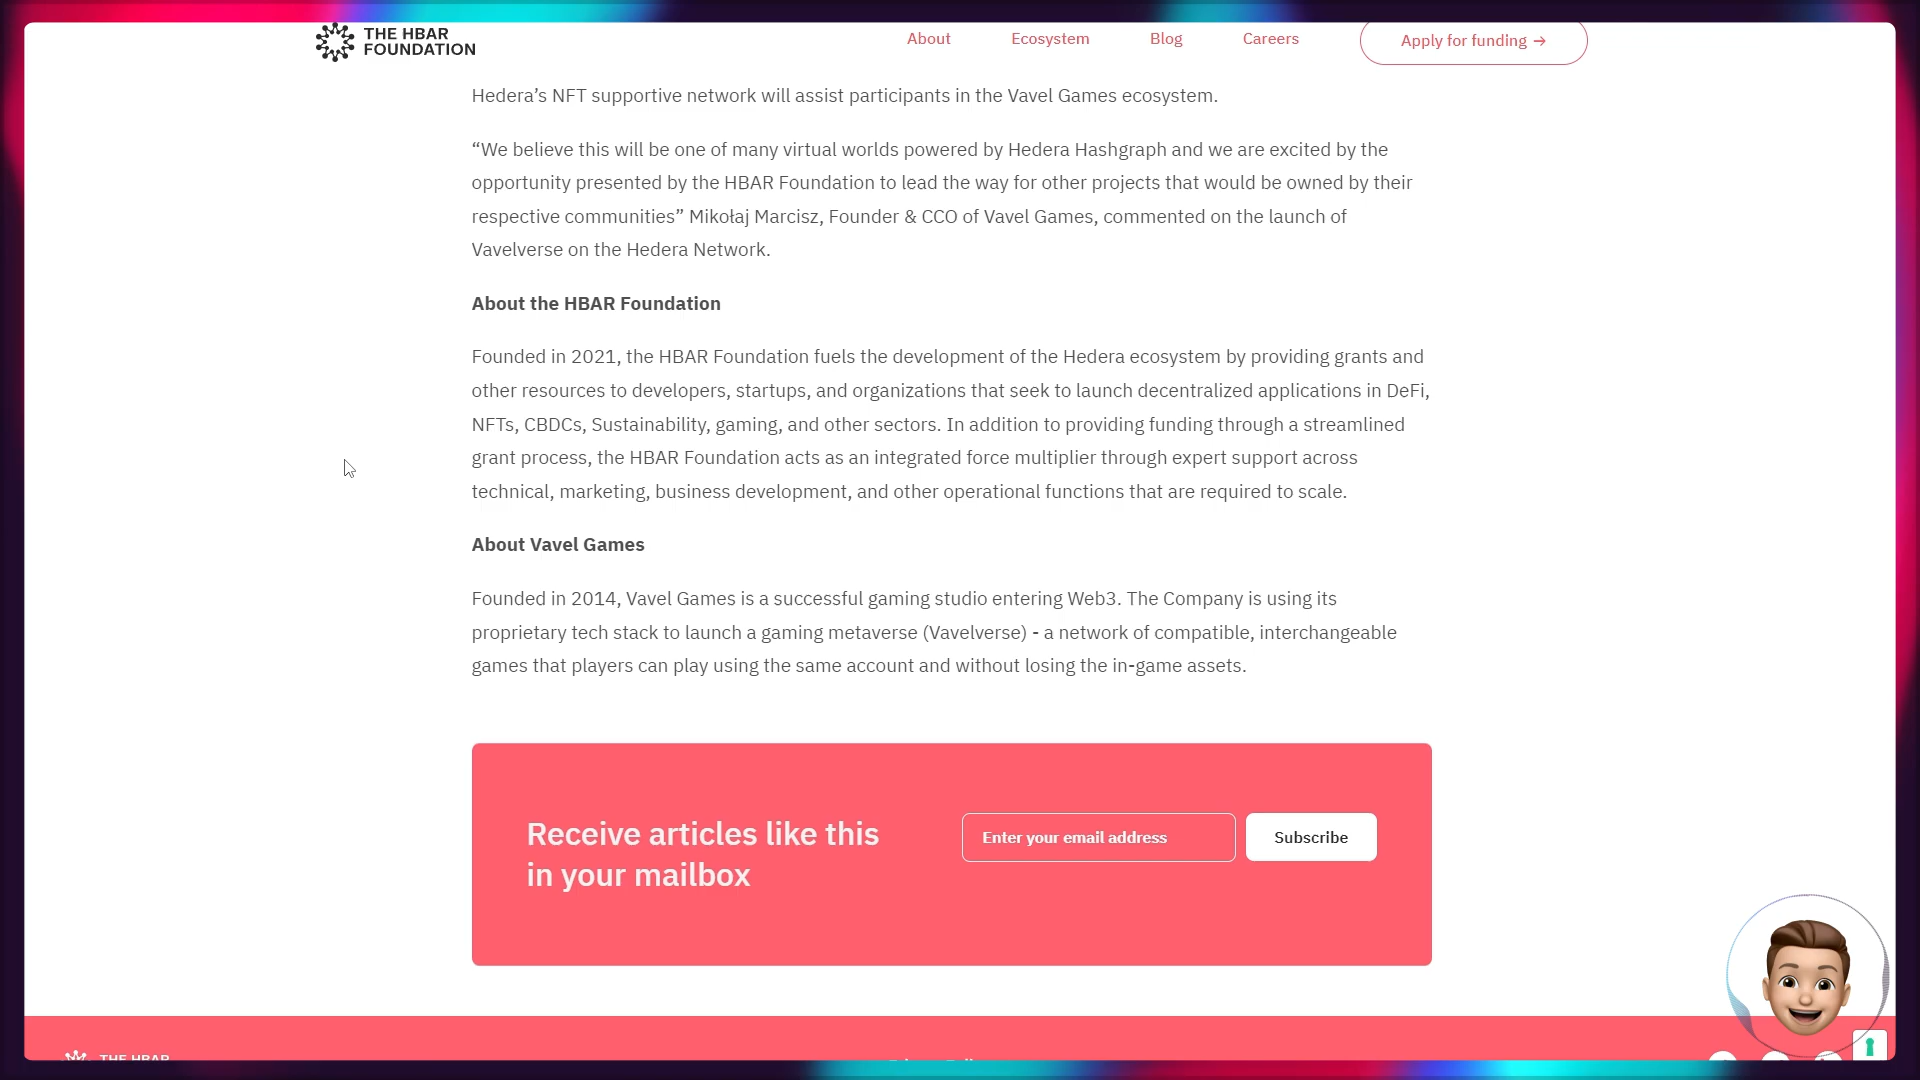 THE HBAR
FOUNDATION
About
Ecosystem
Blog
Careers
Apply for funding →
Hedera’s NFT supportive network will assist participants in the Vavel Games ecosystem.
“We believe this will be one of many virtual worlds powered by Hedera Hashgraph and we are excited by the
opportunity presented by the HBAR Foundation to lead the way for other projects that would be owned by their
respective communities” Mikołaj Marcisz, Founder & CCO of Vavel Games, commented on the launch of
Vavelverse on the Hedera Network.
About the HBAR Foundation
Founded in 2021, the HBAR Foundation fuels the development of the Hedera ecosystem by providing grants and
other resources to developers, startups, and organizations that seek to launch decentralized applications in DeFi,
NFTs, CBDCs, Sustainability, gaming, and other sectors. In addition to providing funding through a streamlined
grant process, the HBAR Foundation acts as an integrated force multiplier through expert support across
technical, marketing, business development, and other operational functions that are required to scale.
About Vavel Games
Founded in 2014, Vavel Games is a successful gaming studio entering Web3. The Company is using its
proprietary tech stack to launch a gaming metaverse (Vavelverse) - a network of compatible, interchangeable
games that players can play using the same account and without losing the in-game assets.
Receive articles like this
in your mailbox
Enter your email address
Subscribe
THE HBAR